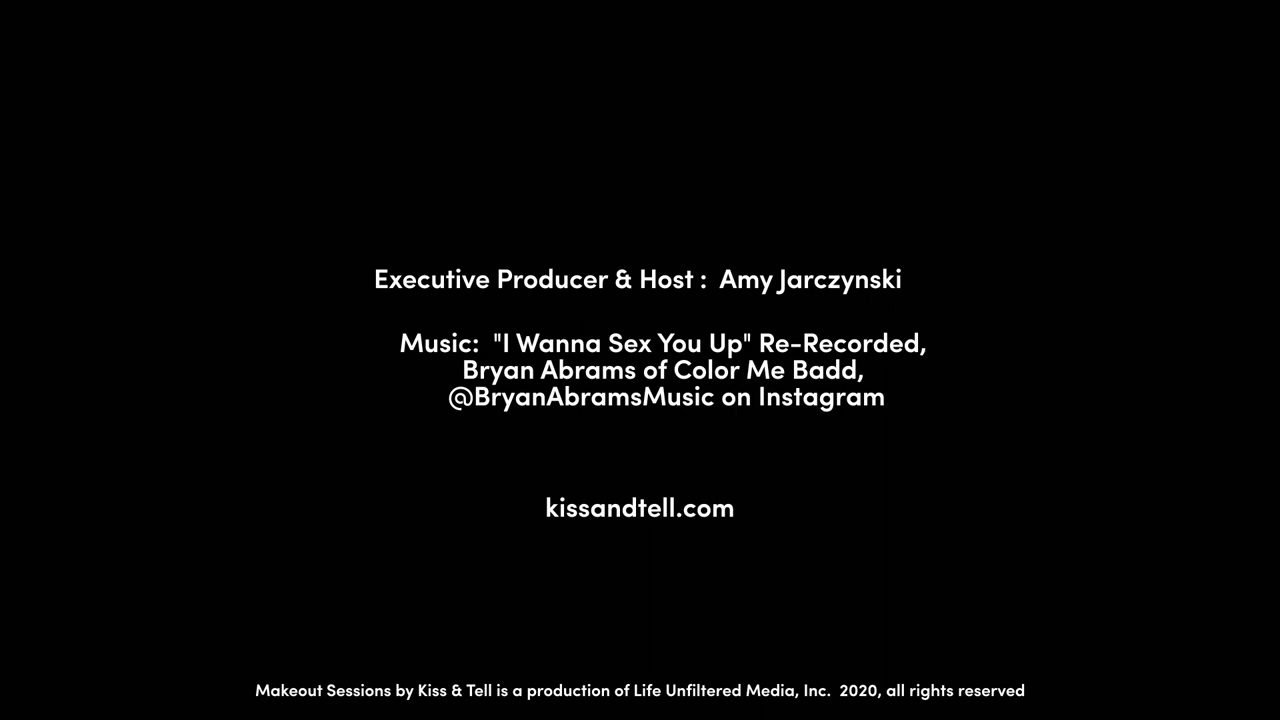 Executive Producer & Host :  Amy Jarczynski
Music:  "I Wanna Sex You Up" Re-Recorded,
Bryan Abrams of Color Me Badd,
@BryanAbramsMusic on Instagram
kissandtell.com
Makeout Sessions by Kiss & Tell is a production of Life Unfiltered Media, Inc.  2020, all rights reserved